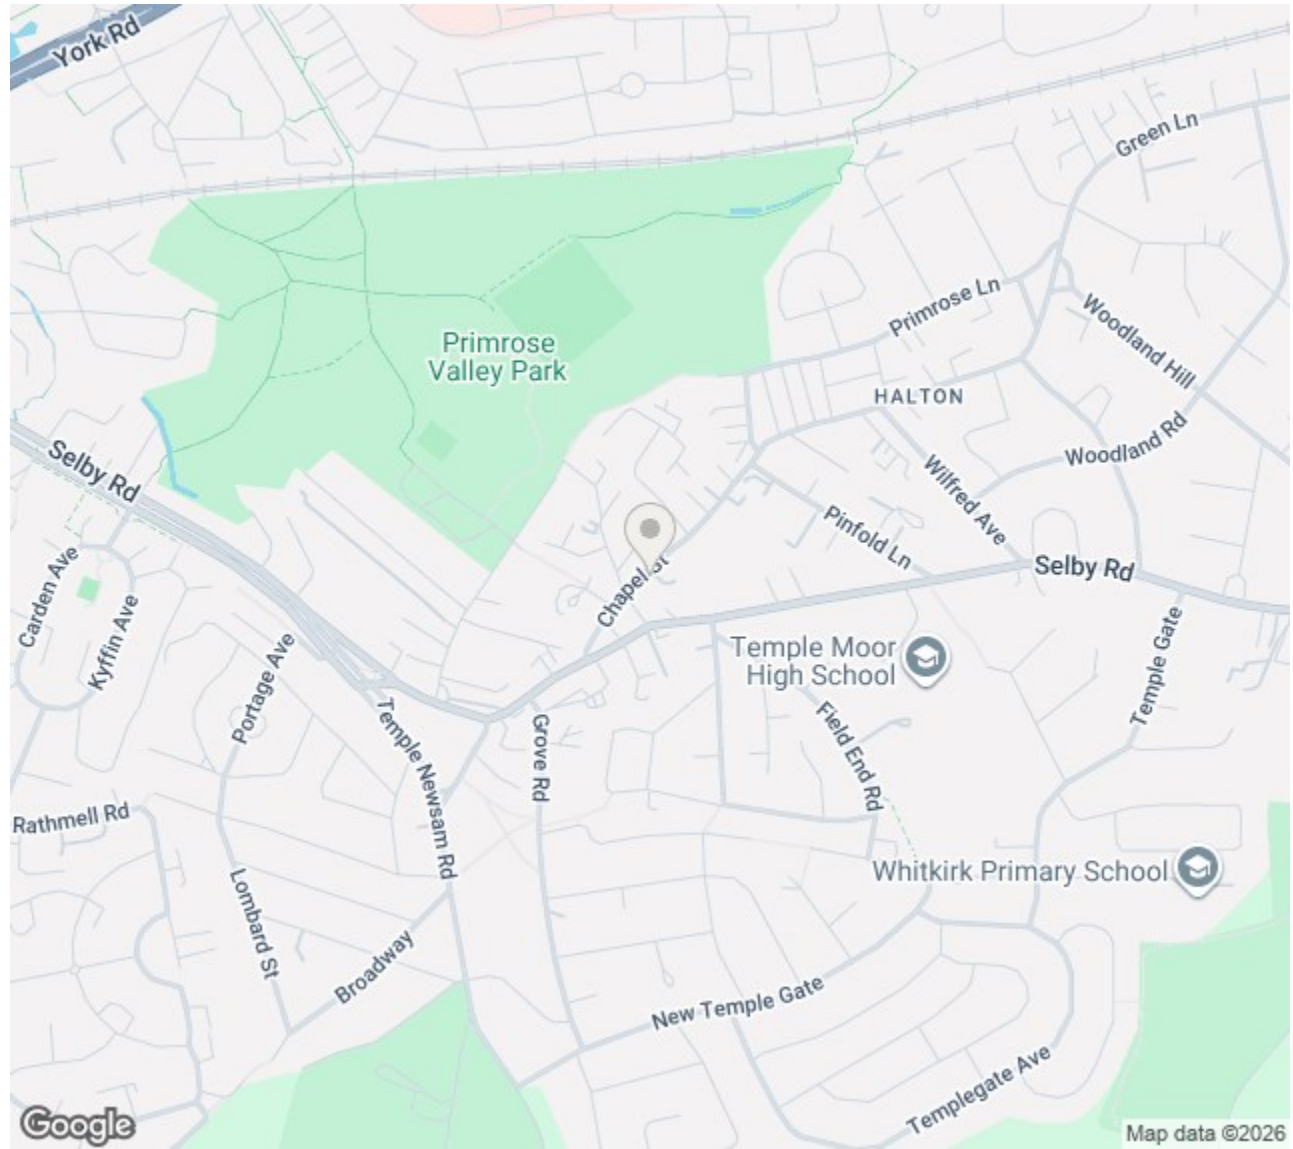 York Rd
Green Ln
Primrose Ln
Primrose
Valley Park
Woodland Hill
HALTON
Woodland Rd
Selby Rd
Wilfred Ave
Pinfold Ln
Selby Rd
Chapel St
Carden Ave
Kyffin Ave
Portage Ave
Temple Moor
High School
Temple Gate
Temple Newsam Rd
Grove Rd
Field End Rd
Rathmell Rd
Lombard St
Whitkirk Primary School
Broadway
New Temple Gate
Templegate Ave
Google
Map data ©2026